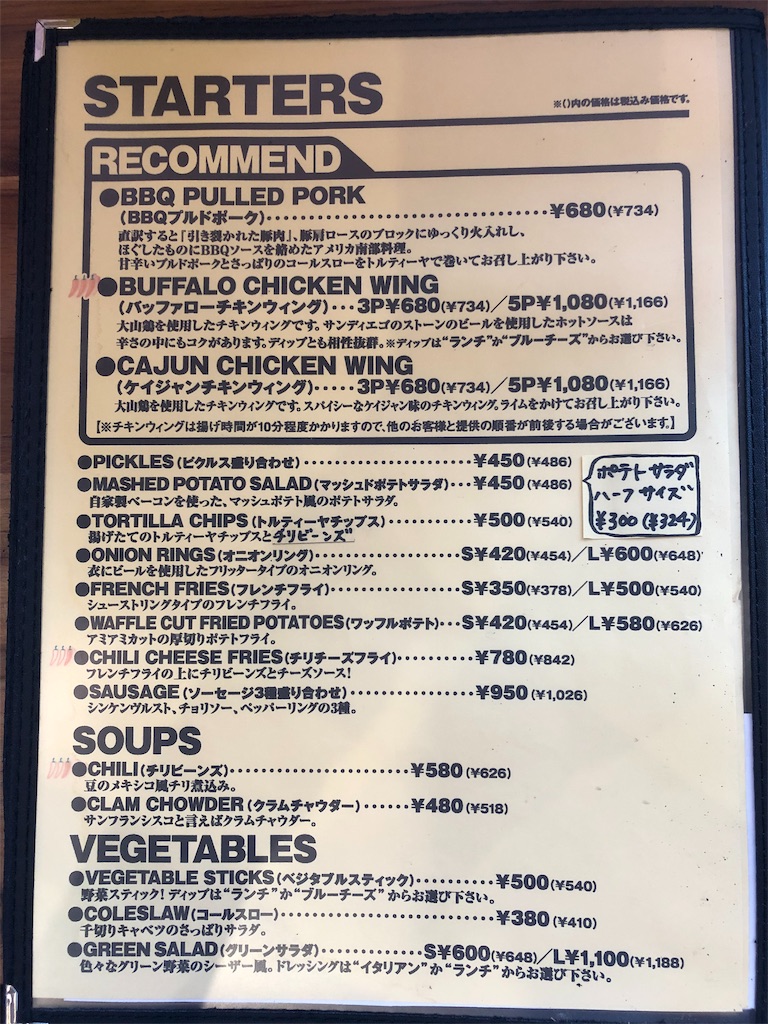 STARTERS
※()内の価格は税込み価格です。
RECOMMEND
●BBQ PULLED PORK
(BBQプルドポーク)‥‥‥‥‥‥‥‥‥‥‥‥‥¥680(¥734)
直訳すると「引き裂かれた豚肉」、豚肩ロースのブロックにゆっくり火入れし、
ほぐしたものにBBQソースを絡めたアメリカ南部料理。
甘辛いプルドポークとさっぱりのコールスローをトルティーヤで巻いてお召し上がり下さい。
●BUFFALO CHICKEN WING
(バッファローチキンウィング)‥‥3P¥680(¥734)/5P¥1,080(¥1,166)
大山鶏を使用したチキンウィングです。サンディエゴのストーンのビールを使用したホットソースは
辛さの中にもコクがあります。ディップとも相性抜群。※ディップは“ランチ”か“ブルーチーズ”からお選び下さい。
●CAJUN CHICKEN WING
(ケイジャンチキンウィング)‥‥‥3P¥680(¥734)/5P¥1,080(¥1,166)
大山鶏を使用したチキンウィングです。スパイシーなケイジャン味のチキンウィング。ライムをかけてお召し上がり下さい。
[※チキンウィングは揚げ時間が10分程度かかりますので、他のお客様と提供の順番が前後する場合がございます。]
●PICKLES(ピクルス盛り合わせ)‥‥‥‥‥‥‥‥‥¥450(¥486)
●MASHED POTATO SALAD(マッシュドポテトサラダ)‥‥¥450(¥486)
自家製ベーコンを使った、マッシュポテト風のポテトサラダ。
ポテトサラダ
ハーフサイズ
¥300(¥324)
●TORTILLA CHIPS(トルティーヤチップス)‥‥‥‥‥¥500(¥540)
揚げたてのトルティーヤチップスとチリビーンズ
●ONION RINGS(オニオンリング)‥‥‥‥‥‥‥‥S¥420(¥454)/L¥600(¥648)
衣にビールを使用したフリッタータイプのオニオンリング。
●FRENCH FRIES(フレンチフライ)‥‥‥‥‥‥‥S¥350(¥378)/L¥500(¥540)
シューストリングタイプのフレンチフライ。
●WAFFLE CUT FRIED POTATOES(ワッフルポテト)‥S¥420(¥454)/L¥580(¥626)
アミアミカットの厚切りポテトフライ。
●CHILI CHEESE FRIES(チリチーズフライ)‥‥‥‥¥780(¥842)
フレンチフライの上にチリビーンズとチーズソース!
●SAUSAGE(ソーセージ3種盛り合わせ)‥‥‥‥‥‥‥¥950(¥1,026)
シンケンヴルスト、チョリソー、ペッパーリングの3種。
SOUPS
●CHILI(チリビーンズ)‥‥‥‥‥‥‥‥‥‥¥580(¥626)
豆のメキシコ風チリ煮込み。
●CLAM CHOWDER(クラムチャウダー)‥‥‥¥480(¥518)
サンフランシスコと言えばクラムチャウダー。
VEGETABLES
●VEGETABLE STICKS(ベジタブルスティック)‥‥‥‥‥¥500(¥540)
野菜スティック!ディップは“ランチ”か“ブルーチーズ”からお選び下さい。
●COLESLAW(コールスロー)‥‥‥‥‥‥‥‥‥‥‥‥¥380(¥410)
千切りキャベツのさっぱりサラダ。
●GREEN SALAD(グリーンサラダ)‥‥‥‥‥‥S¥600(¥648)/L¥1,100(¥1,188)
色々なグリーン野菜のシーザー風。ドレッシングは“イタリアン”か“ランチ”からお選び下さい。